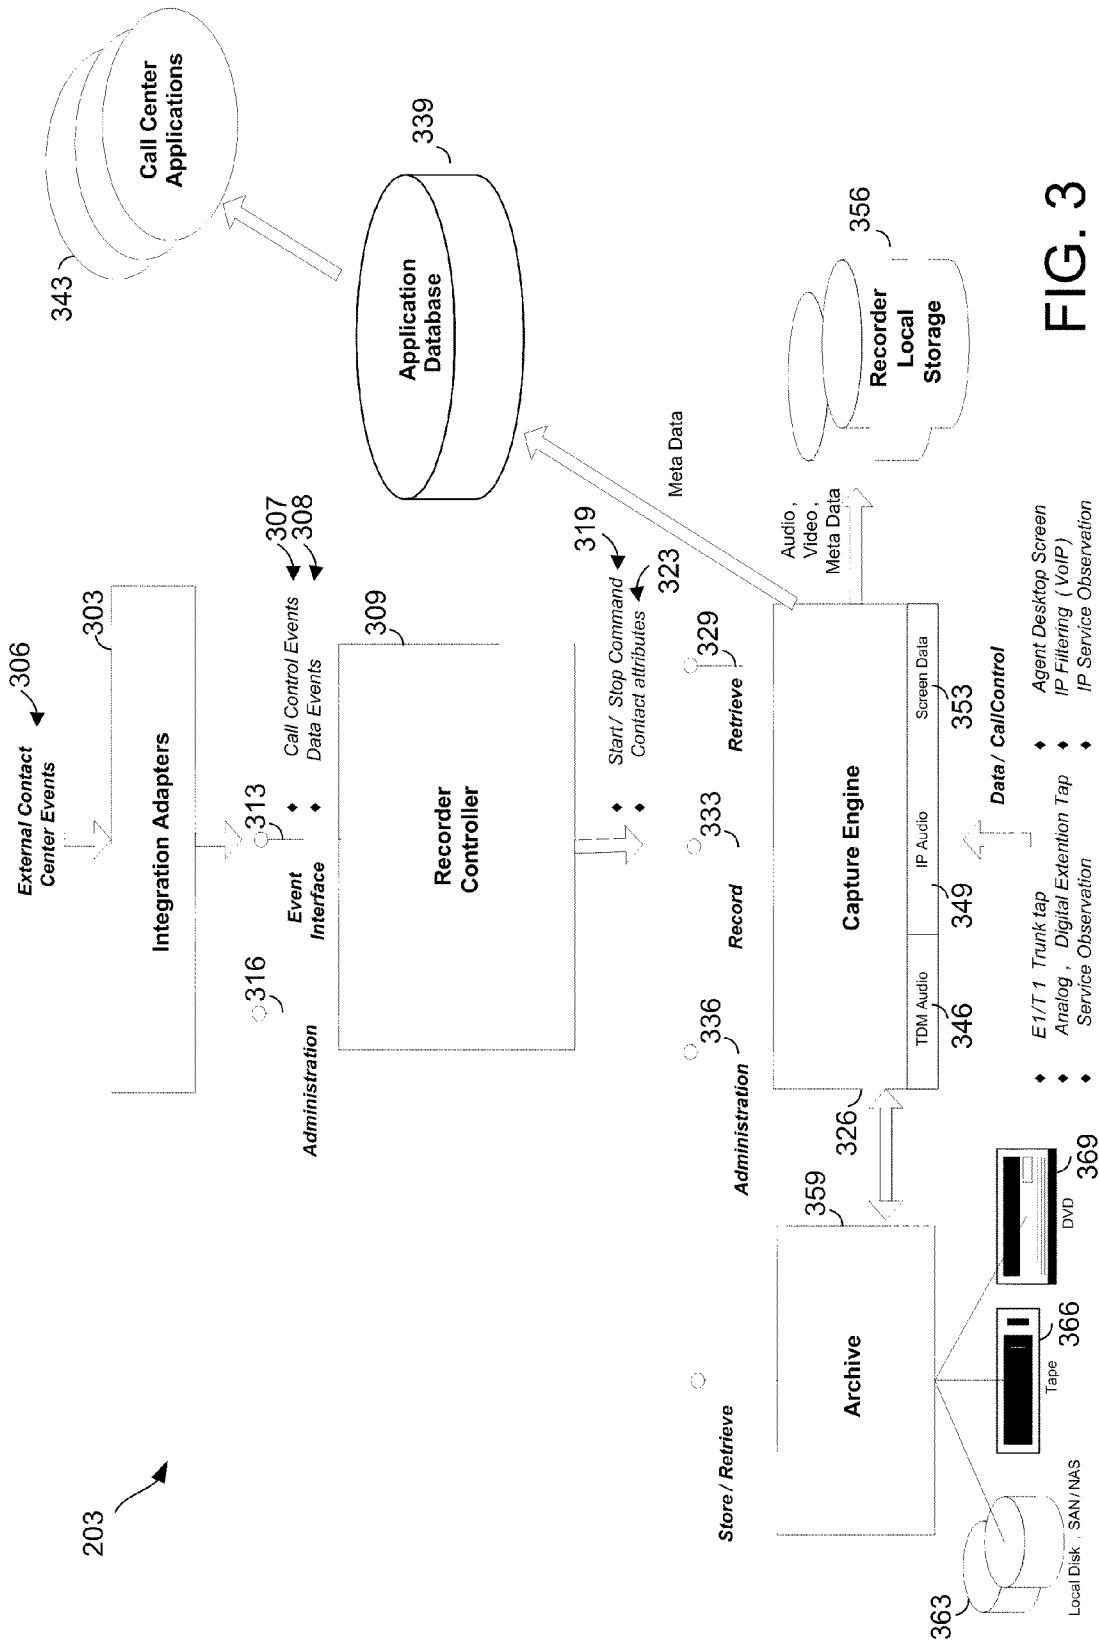 203
External Contact
Center Events
306
303
Integration Adapters
316
313
Administration
Event
Interface
♦ Call Control Events
♦ Data Events
307
308
309
Recorder
Controller
♦ Start / Stop Command
♦ Contact attributes
319
323
343
Call Center
Applications
339
Application
Database
Meta Data
336
333
329
Administration
Record
Retrieve
Store / Retrieve
359
Archive
326
Capture Engine
TDM Audio
IP Audio
Screen Data
346
349
353
Audio ,
Video ,
Meta Data
356
Recorder
Local
Storage
Data / CallControl
♦ E1/T 1 Trunk tap
♦ Analog , Digital Extention Tap
♦ Service Observation
♦ Agent Desktop Screen
♦ IP Filtering ( VoIP )
♦ IP Service Observation
363
Local Disk , SAN / NAS
366
Tape
369
DVD
FIG. 3